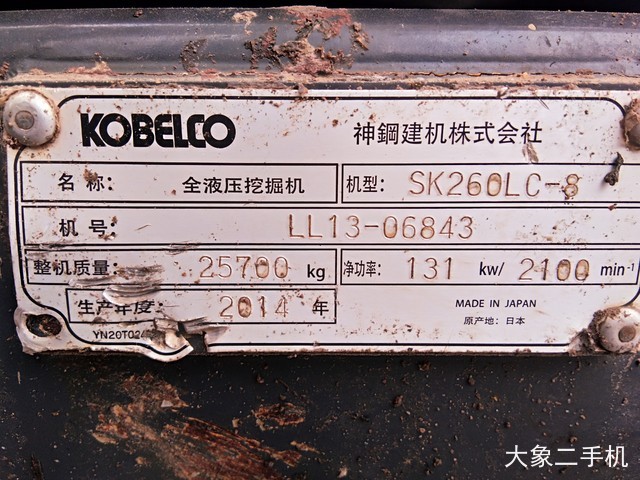 KOBELCO 神鋼建机株式会社
名称: 全液压挖掘机 机型: SK260LC-8
机号: LL13-06843
整机质量: 25700 kg 净功率: 131 kw/ 2100 min⁻¹
生产年度: 2014 年 MADE IN JAPAN
原产地: 日本
大象二手机